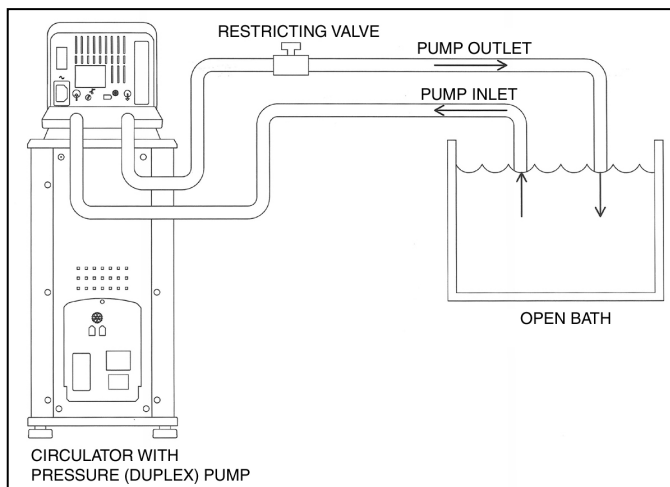 RESTRICTING VALVE
PUMP OUTLET
PUMP INLET
OPEN BATH
CIRCULATOR WITH
PRESSURE (DUPLEX) PUMP